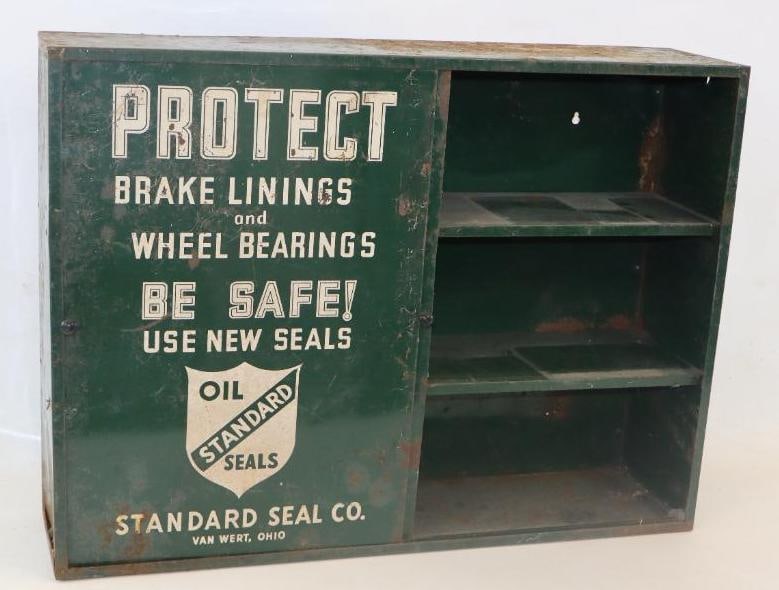 PROTECT
BRAKE LININGS
and
WHEEL BEARINGS
BE SAFE!
USE NEW SEALS
OIL
STANDARD
SEALS
STANDARD SEAL CO.
VAN WERT, OHIO